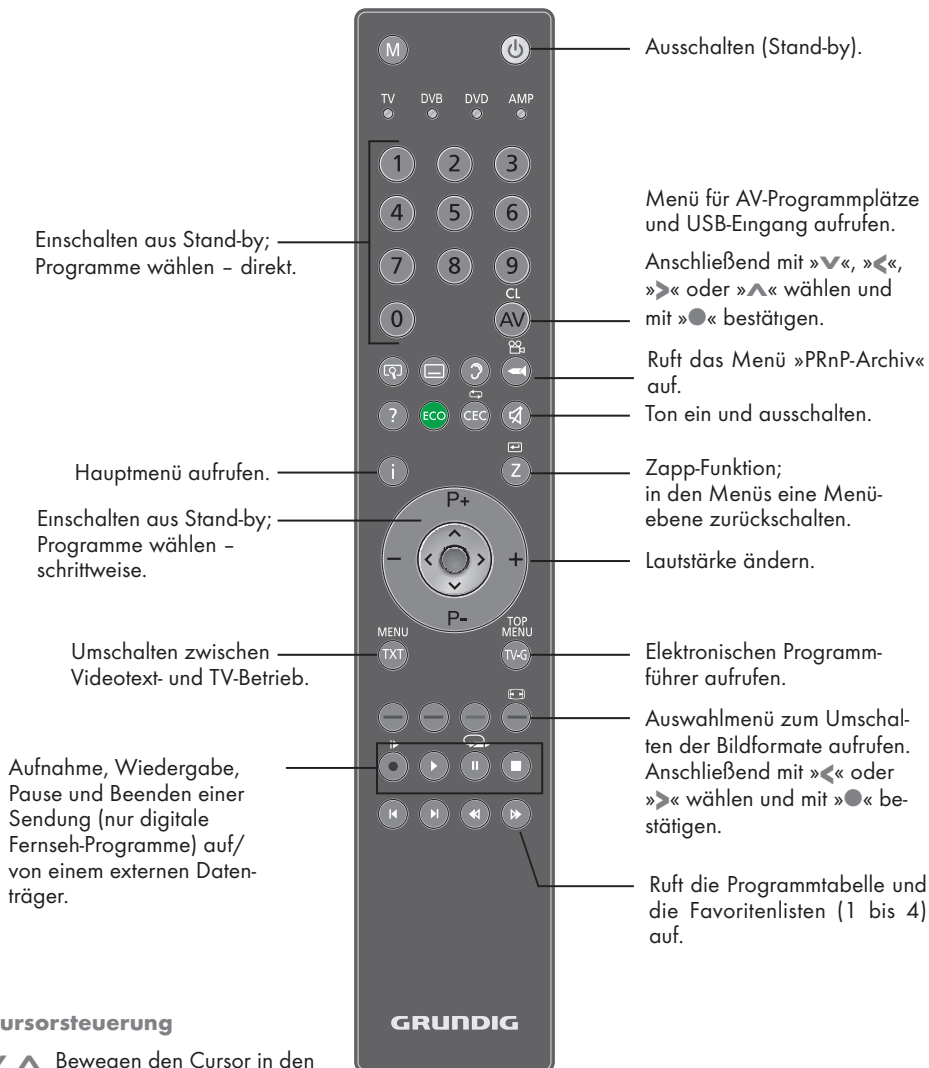 M
Ausschalten (Stand-by).
TV DVB DVD AMP
1 2 3
4 5 6
7 8 9
CL
0 AV
Einschalten aus Stand-by;
Programme wählen – direkt.
Menü für AV-Programmplätze
und USB-Eingang aufrufen.
Anschließend mit »v«, »<«,
»>« oder »ʌ« wählen und
mit »●« bestätigen.
Ruft das Menü »PRnP-Archiv«
auf.
? ECO CEC
Ton ein und ausschalten.
Hauptmenü aufrufen.
i Z
Zapp-Funktion;
in den Menüs eine Menü-
ebene zurückschalten.
Einschalten aus Stand-by;
Programme wählen –
schrittweise.
P+
- < ʌ > v +
P-
Lautstärke ändern.
MENU TOP
MENU
TXT TV-G
Umschalten zwischen
Videotext- und TV-Betrieb.
Elektronischen Programm-
führer aufrufen.
Auswahlmenü zum Umschal-
ten der Bildformate aufrufen.
Anschließend mit »<« oder
»>« wählen und mit »●« be-
stätigen.
Aufnahme, Wiedergabe,
Pause und Beenden einer
Sendung (nur digitale
Fernseh-Programme) auf/
von einem externen Daten-
träger.
Ruft die Programmtabelle und
die Favoritenlisten (1 bis 4)
auf.
GRUNDIG
ursorsteuerung
v ʌ Bewegen den Cursor in den